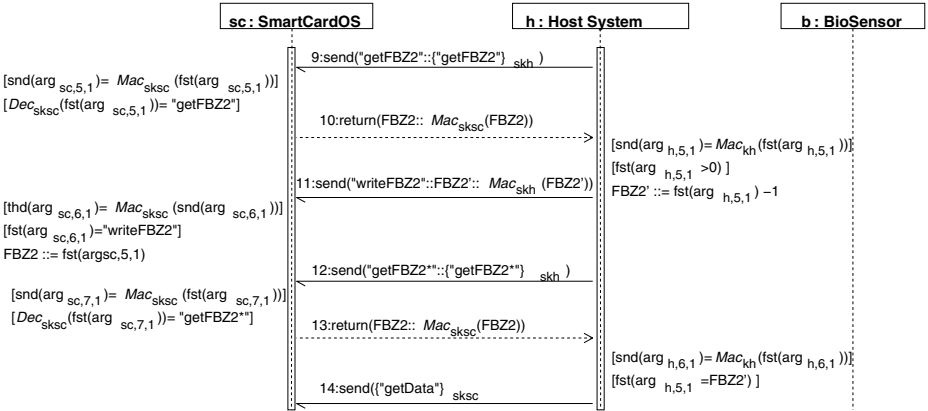 sc : SmartCardOS
h : Host System
b : BioSensor
9:send("getFBZ2"::{"getFBZ2"} skh )
[snd(arg sc,5,1)= Mac sksc (fst(arg sc,5,1))]
[Dec sksc(fst(arg sc,5,1))= "getFBZ2"]
10:return(FBZ2:: Mac sksc(FBZ2))
[snd(arg h,5,1)= Mac kh (fst(arg h,5,1))]
[fst(arg h,5,1 >0) ]
FBZ2' ::= fst(arg h,5,1) −1
11:send("writeFBZ2"::FBZ2':: Mac skh (FBZ2'))
[thd(arg sc,6,1)= Mac sksc (snd(arg sc,6,1))]
[fst(arg sc,6,1)="writeFBZ2"]
FBZ2 ::= fst(argsc,5,1)
12:send("getFBZ2*"::{"getFBZ2*"} skh )
[snd(arg sc,7,1)= Mac sksc (fst(arg sc,7,1))]
[Dec sksc(fst(arg sc,7,1))= "getFBZ2*"]
13:return(FBZ2:: Mac sksc(FBZ2))
[snd(arg h,6,1)= Mac kh (fst(arg h,6,1))]
[fst(arg h,5,1 =FBZ2') ]
14:send({"getData"} sksc